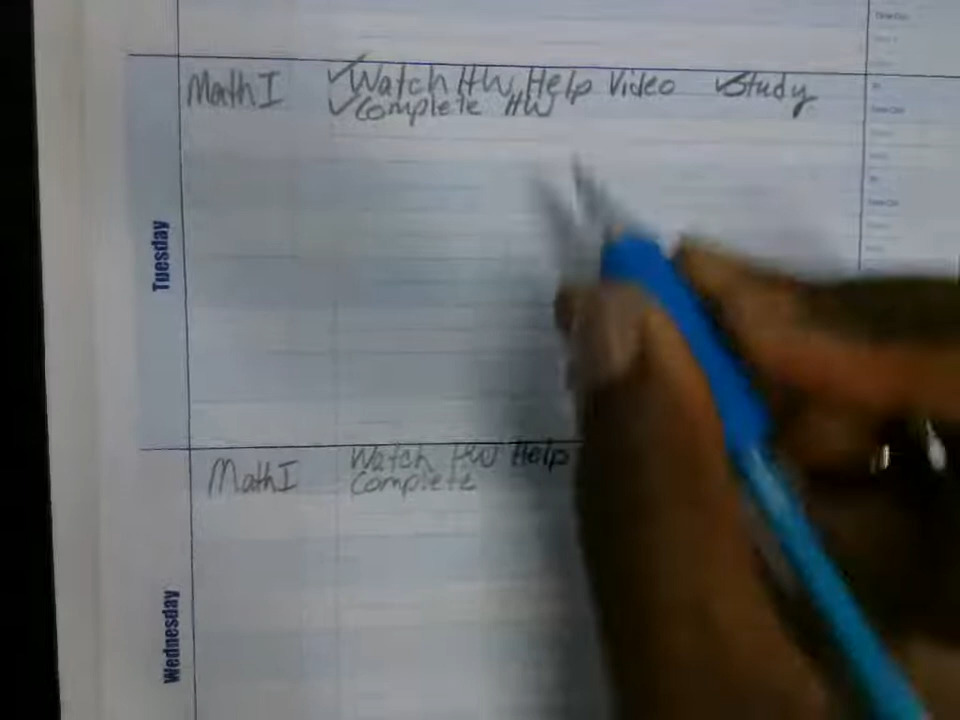 Math I ✓Watch HW Help Video ✓Study
✓Complete HW
Tuesday
Watch HW Help
Math I Complete
Wednesday